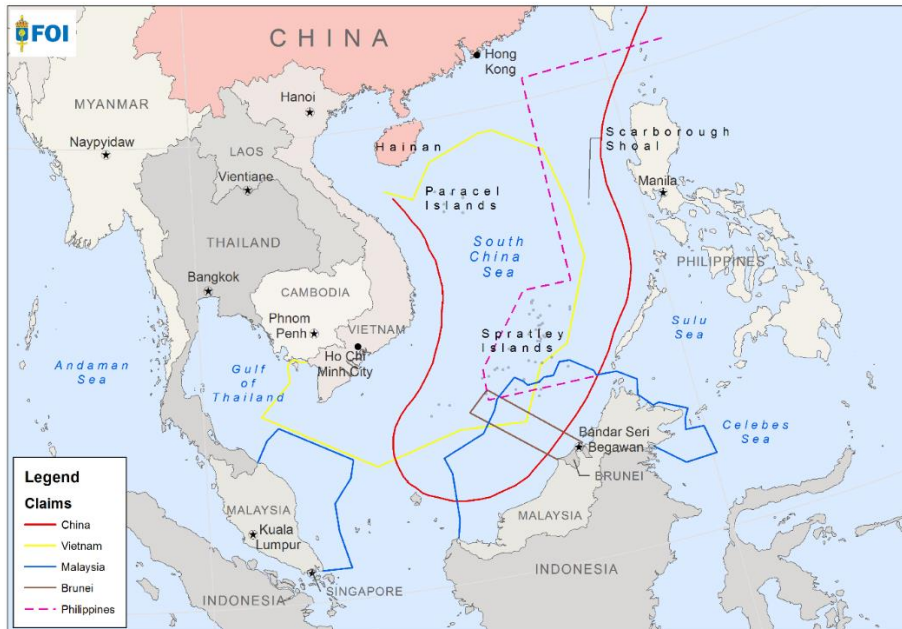 FOI
CHINA
Hong
Kong
MYANMAR
Hanoi
Naypyidaw
LAOS
Hainan
Scarborough
Shoal
Vientiane
Paracel
Islands
Manila
THAILAND
South
China
Sea
PHILIPPINES
Bangkok
CAMBODIA
Phnom
Penh
VIETNAM
Ho Chi
Minh City
Spratley
Islands
Sulu
Sea
Andaman
Sea
Gulf
of
Thailand
Bandar Seri
Begawan
Celebes
Sea
BRUNEI
MALAYSIA
Kuala
Lumpur
MALAYSIA
SINGAPORE
INDONESIA
INDONESIA
Legend
Claims
China
Vietnam
Malaysia
Brunei
Philippines